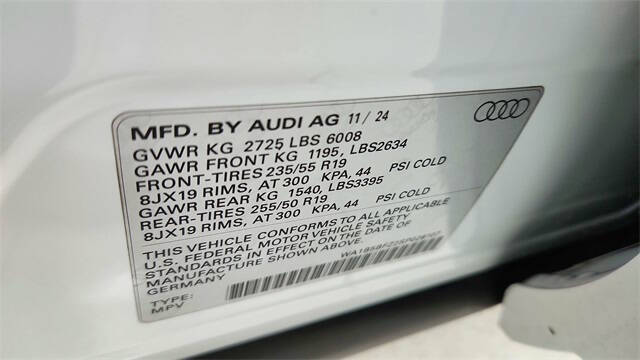 MFD. BY AUDI AG 11/ 24
GVWR KG 2725 LBS 6008
GAWR FRONT KG 1195, LBS2634
FRONT-TIRES 235/55 R19
8JX19 RIMS, AT 300 KPA, 44 PSI COLD
GAWR REAR KG 1540, LBS3395
REAR-TIRES 255/50 R19
8JX19 RIMS, AT 300 KPA, 44 PSI COLD
THIS VEHICLE CONFORMS TO ALL APPLICABLE
U.S. FEDERAL MOTOR VEHICLE SAFETY
STANDARDS IN EFFECT ON THE DATE OF
MANUFACTURE SHOWN ABOVE.
GERMANY
TYPE:
MPV